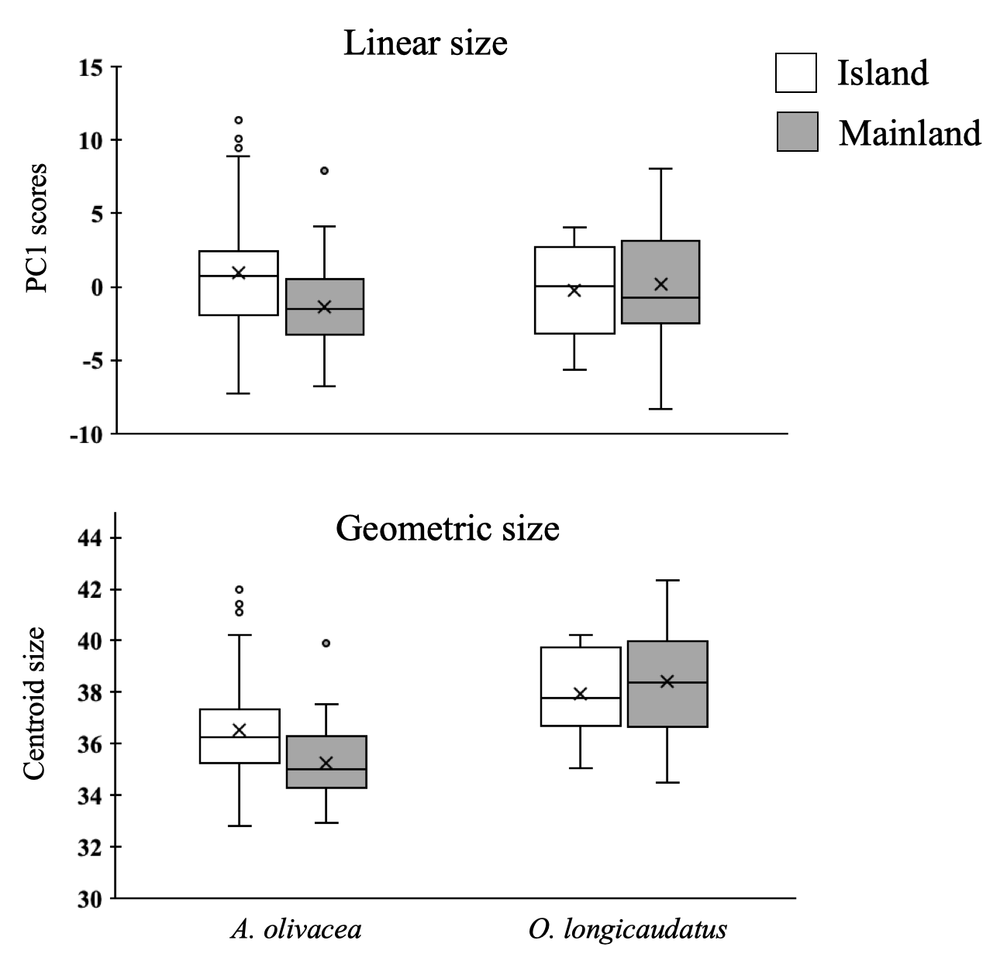 Linear size
Island
Mainland
PC1 scores
15
10
5
0
-5
-10
Geometric size
Centroid size
44
42
40
38
36
34
32
30
A. olivacea
O. longicaudatus